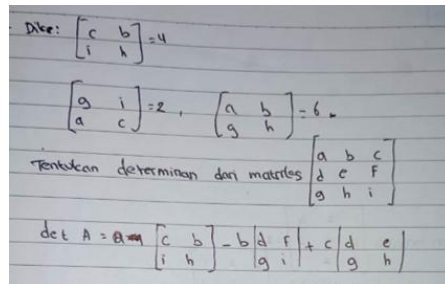 Dike: [c b; i h] = 4
[g i; a c] = 2, [a b; g h] = 6.
Tentukan determinan dari matriks [a b c; d e f; g h i]
det A = a [c b; i h] - b |d f; g i| + c |d e; g h|